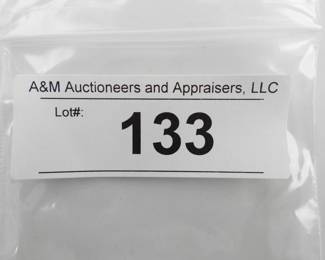 A&M Auctioneers and Appraisers, LLC
Lot#: 133